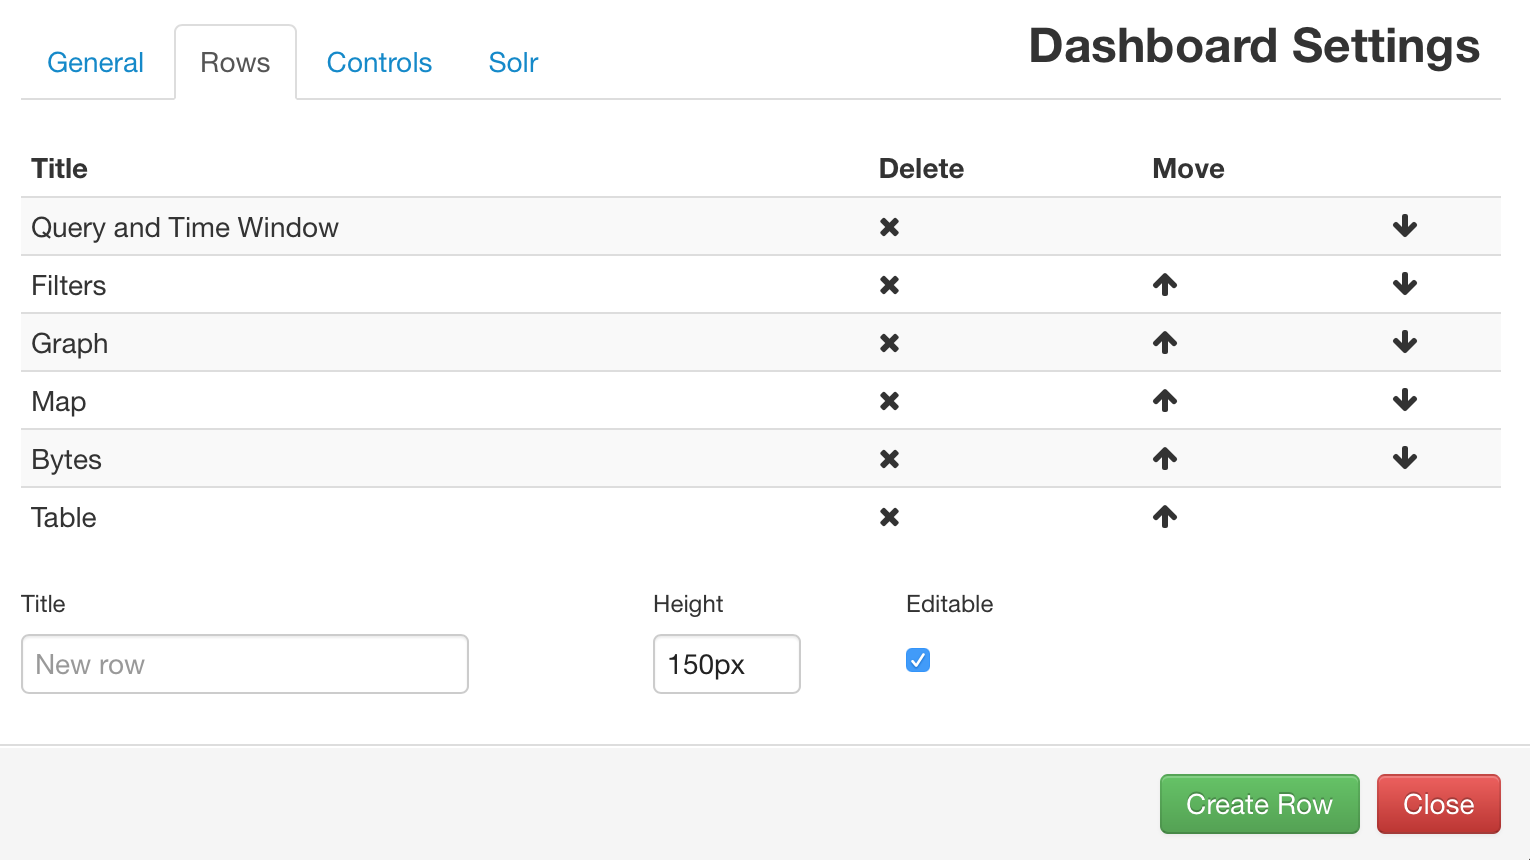 General Rows Controls Solr Dashboard Settings
Title Delete Move
Query and Time Window
Filters
Graph
Map
Bytes
Table
Title Height Editable
New row 150px
Create Row Close